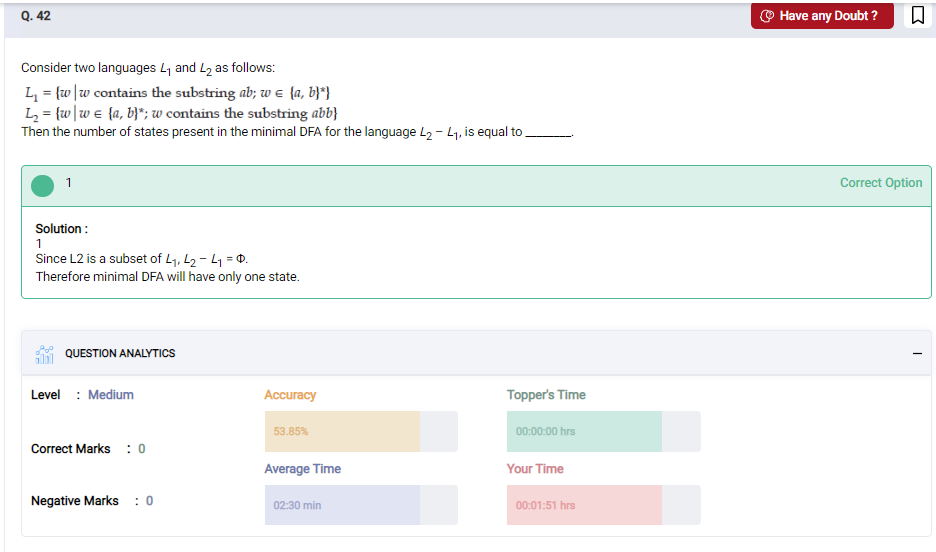 Q. 42
Have any Doubt ?
Consider two languages L₁ and L₂ as follows:
L₁ = {w | w contains the substring ab; w ∈ {a, b}*}
L₂ = {w | w ∈ {a, b}*; w contains the substring abb}
Then the number of states present in the minimal DFA for the language L₂ − L₁, is equal to ________.
1
Correct Option
Solution :
1
Since L2 is a subset of L₁, L₂ − L₁ = Φ.
Therefore minimal DFA will have only one state.
QUESTION ANALYTICS
Level : Medium
Accuracy
Topper's Time
53.85%
00:00:00 hrs
Correct Marks : 0
Average Time
Your Time
Negative Marks : 0
02:30 min
00:01:51 hrs